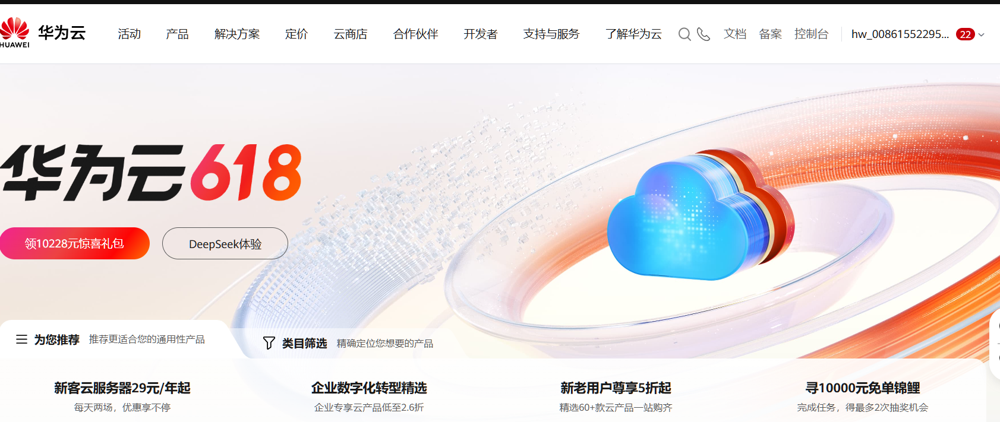 HUAWEI
华为云
活动 产品 解决方案 定价 云商店 合作伙伴 开发者 支持与服务 了解华为云 文档 备案 控制台 hw_00861552295... 22
华为云618
领10228元惊喜礼包 DeepSeek体验
为您推荐 推荐更适合您的通用性产品
类目筛选 精确定位您想要的产品
新客云服务器29元/年起
每天两场，优惠享不停
企业数字化转型精选
企业专享云产品低至2.6折
新老用户尊享5折起
精选60+款云产品一站购齐
寻10000元免单锦鲤
完成任务，得最多2次抽奖机会